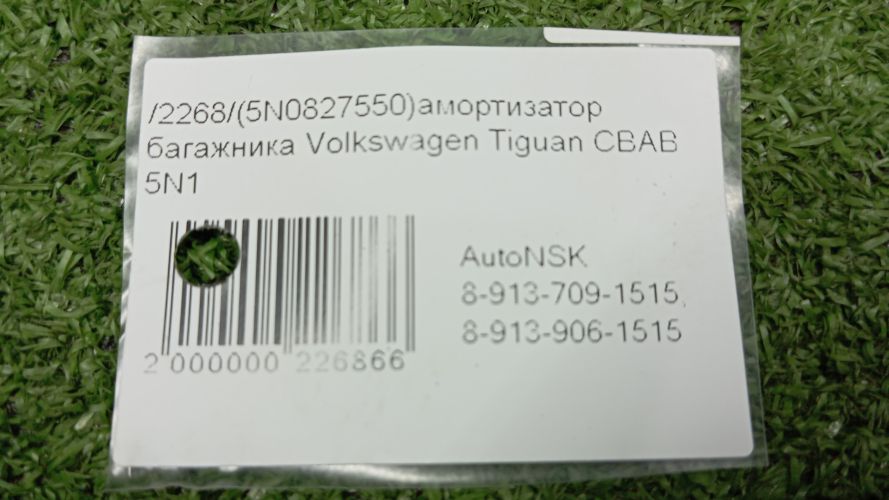 /2268/(5N0827550)амортизатор
багажника Volkswagen Tiguan CBAB
5N1
AutoNSK
8-913-709-1515,
8-913-906-1515
2 000000 226866